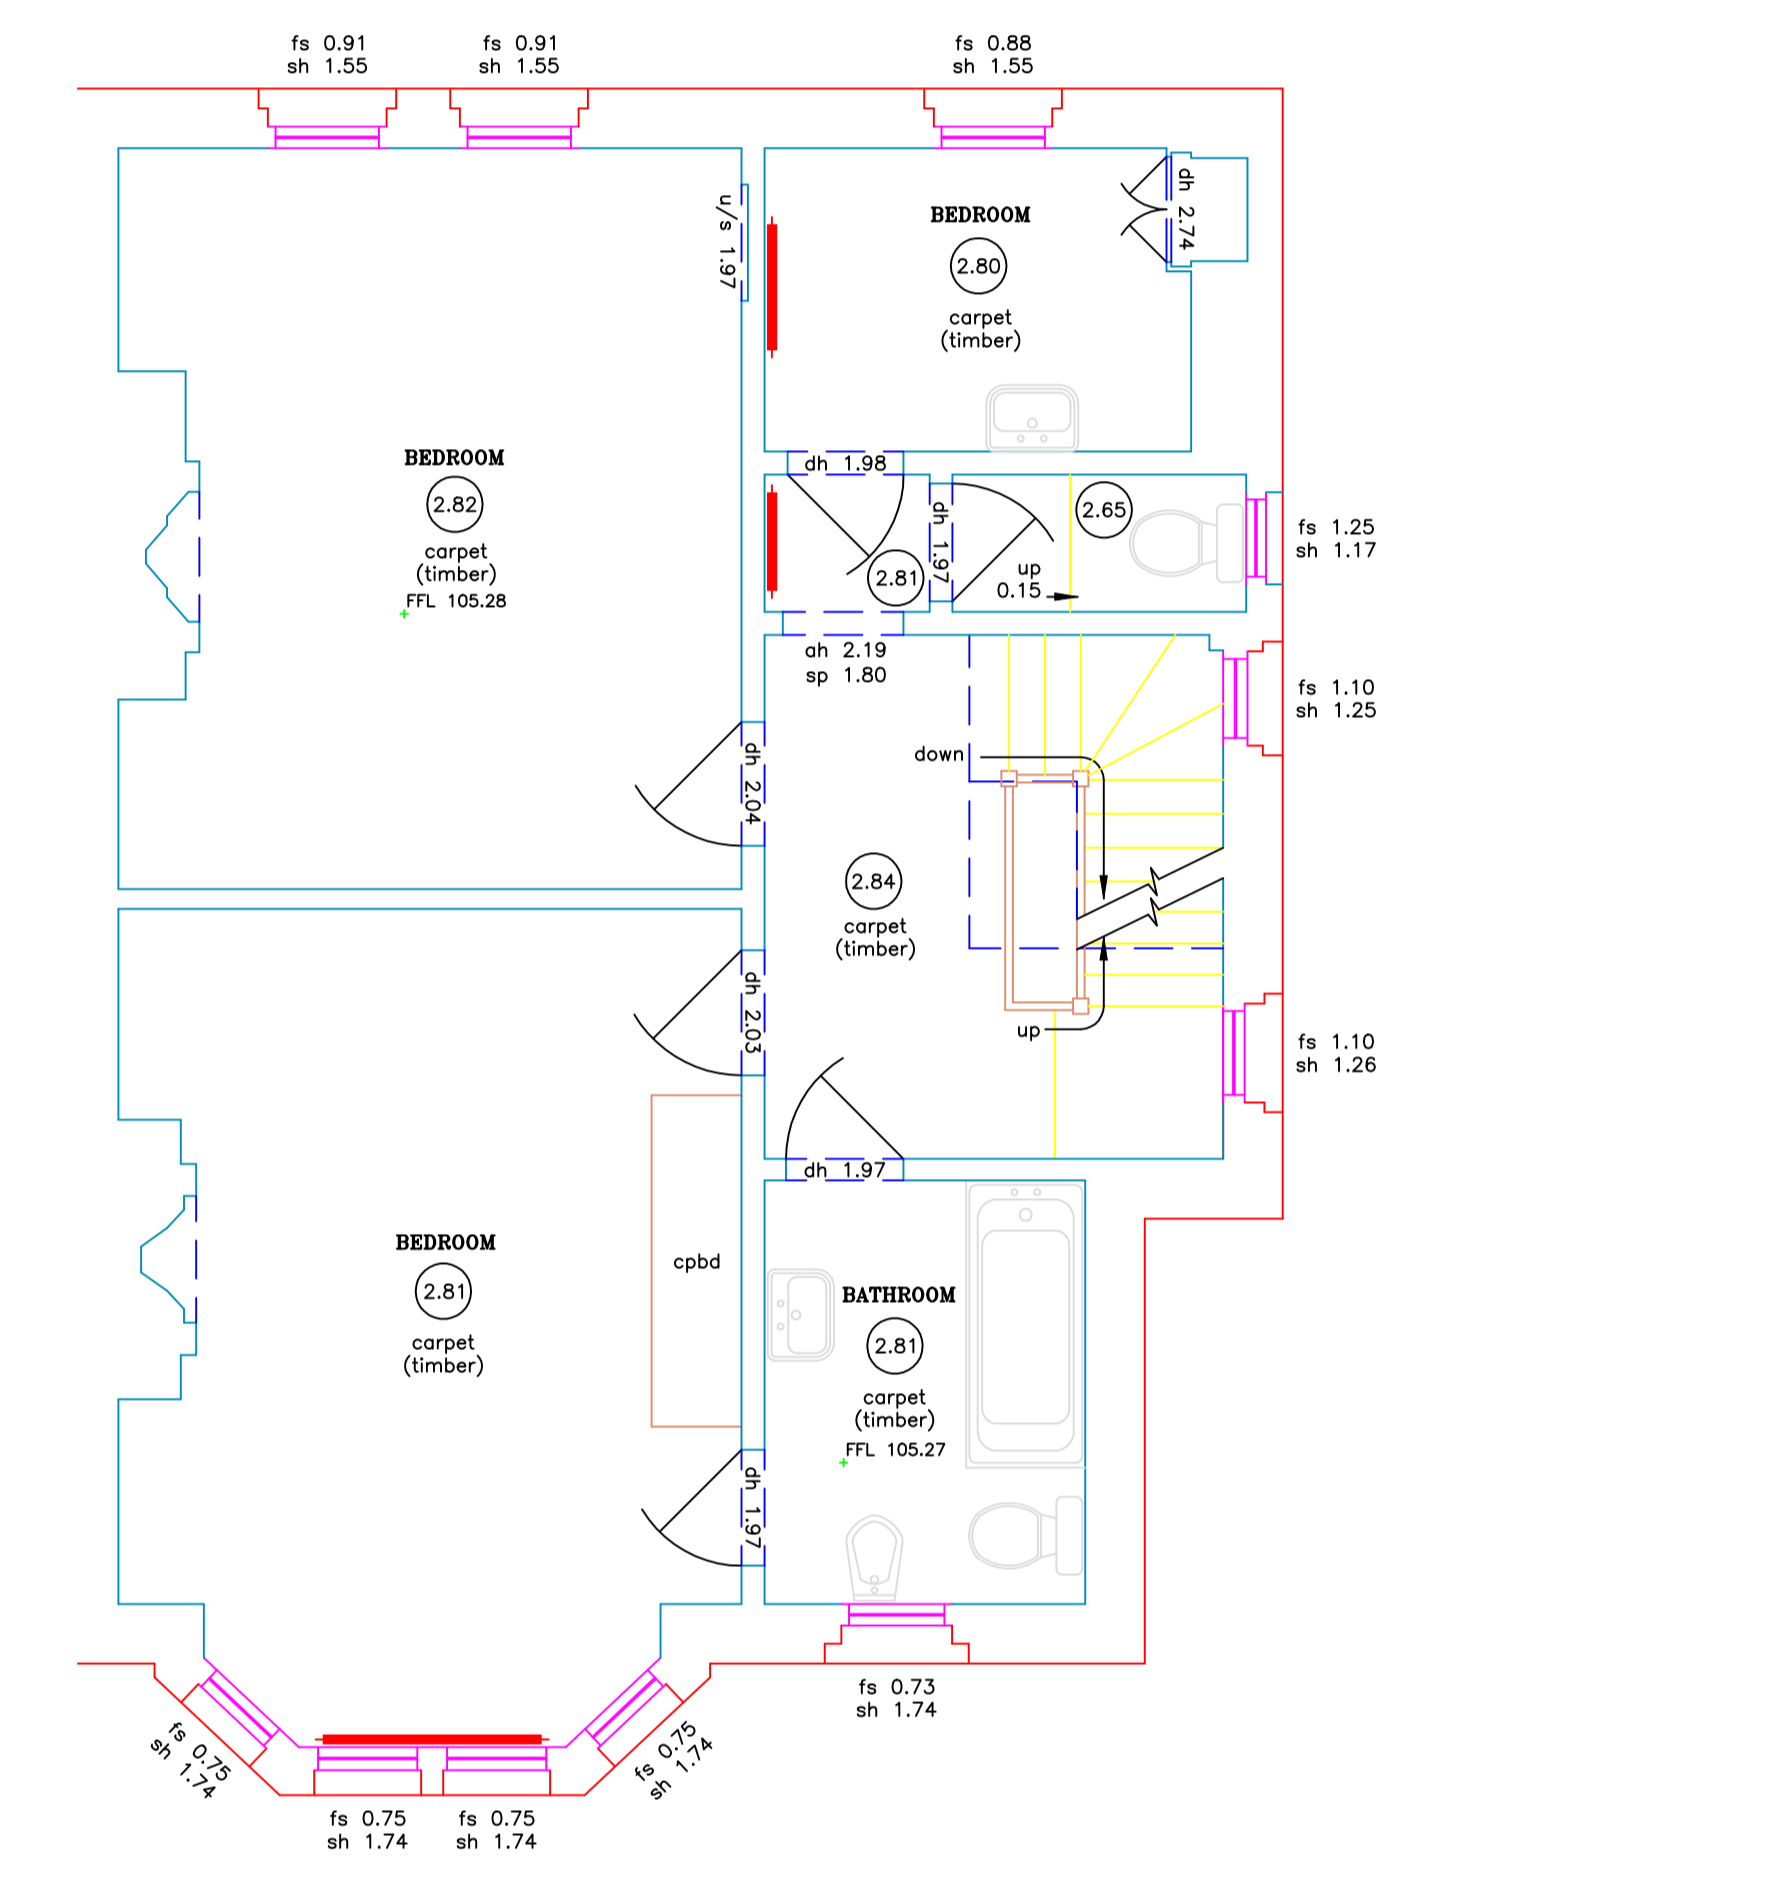 fs 0.91
sh 1.55
fs 0.91
sh 1.55
fs 0.88
sh 1.55
u/s 1.97
BEDROOM
2.80
carpet
(timber)
dh 2.74
BEDROOM
2.82
carpet
(timber)
FFL 105.28
dh 1.98
2.81
dh 1.97
up
0.15
2.65
fs 1.25
sh 1.17
ah 2.19
sp 1.80
fs 1.10
sh 1.25
down
dh 2.04
2.84
carpet
(timber)
dh 2.03
up
fs 1.10
sh 1.26
dh 1.97
BEDROOM
2.81
carpet
(timber)
cpbd
BATHROOM
2.81
carpet
(timber)
FFL 105.27
dh 1.97
fs 0.73
sh 1.74
fs 0.75
sh 1.74
fs 0.75
sh 1.74
fs 0.75
sh 1.74
fs 0.75
sh 1.74